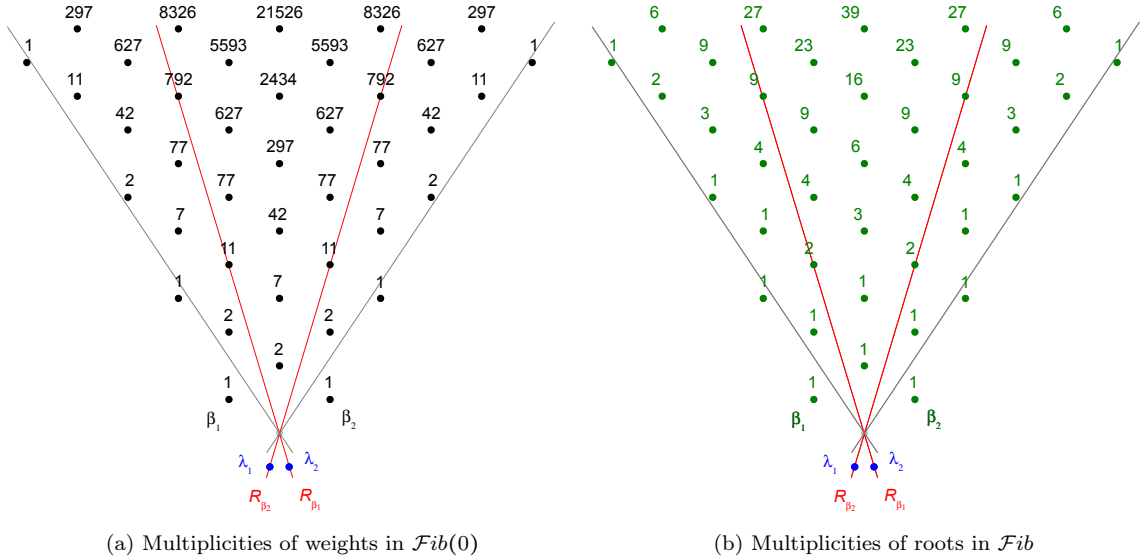 297 8326 21526 8326 297
1 627 5593 5593 627 1
11 792 2434 792 11
42 627 627 42
77 297 77
2 77 77 2
7 42 7
11 11
1 7 1
2 2
2
1 1
β₁ β₂
λ₁ λ₂
R_β₂ R_β₁
(a) Multiplicities of weights in Fib(0)
6 27 39 27 6
1 9 23 23 9 1
2 9 16 9 2
3 9 9 3
4 6 4
1 4 4 1
1 3 1
2 2
1 1 1
1 1
1
1 1
β₁ β₂
λ₁ λ₂
R_β₂ R_β₁
(b) Multiplicities of roots in Fib